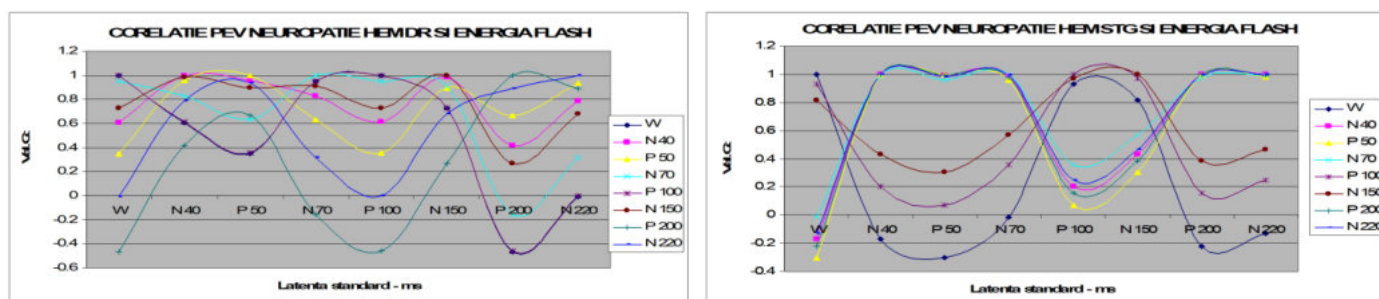 CORELATIE PEV NEUROPATIE HEM DR SI ENERGIA FLASH
1.2
1
0.8
0.6
0.4
0.2
0
-0.2
-0.4
-0.6
W N 40 P 50 N 70 P 100 N 150 P 200 N 220
Latenta standard - ms
W
N 40
P 50
N 70
P 100
N 150
P 200
N 220
CORELATIE PEV NEUROPATIE HEM STG SI ENERGIA FLASH
1.2
1
0.8
0.6
0.4
0.2
0
-0.2
-0.4
W N 40 P 50 N 70 P 100 N 150 P 200 N 220
Latenta standard - ms
W
N 40
P 50
N 70
P 100
N 150
P 200
N 220